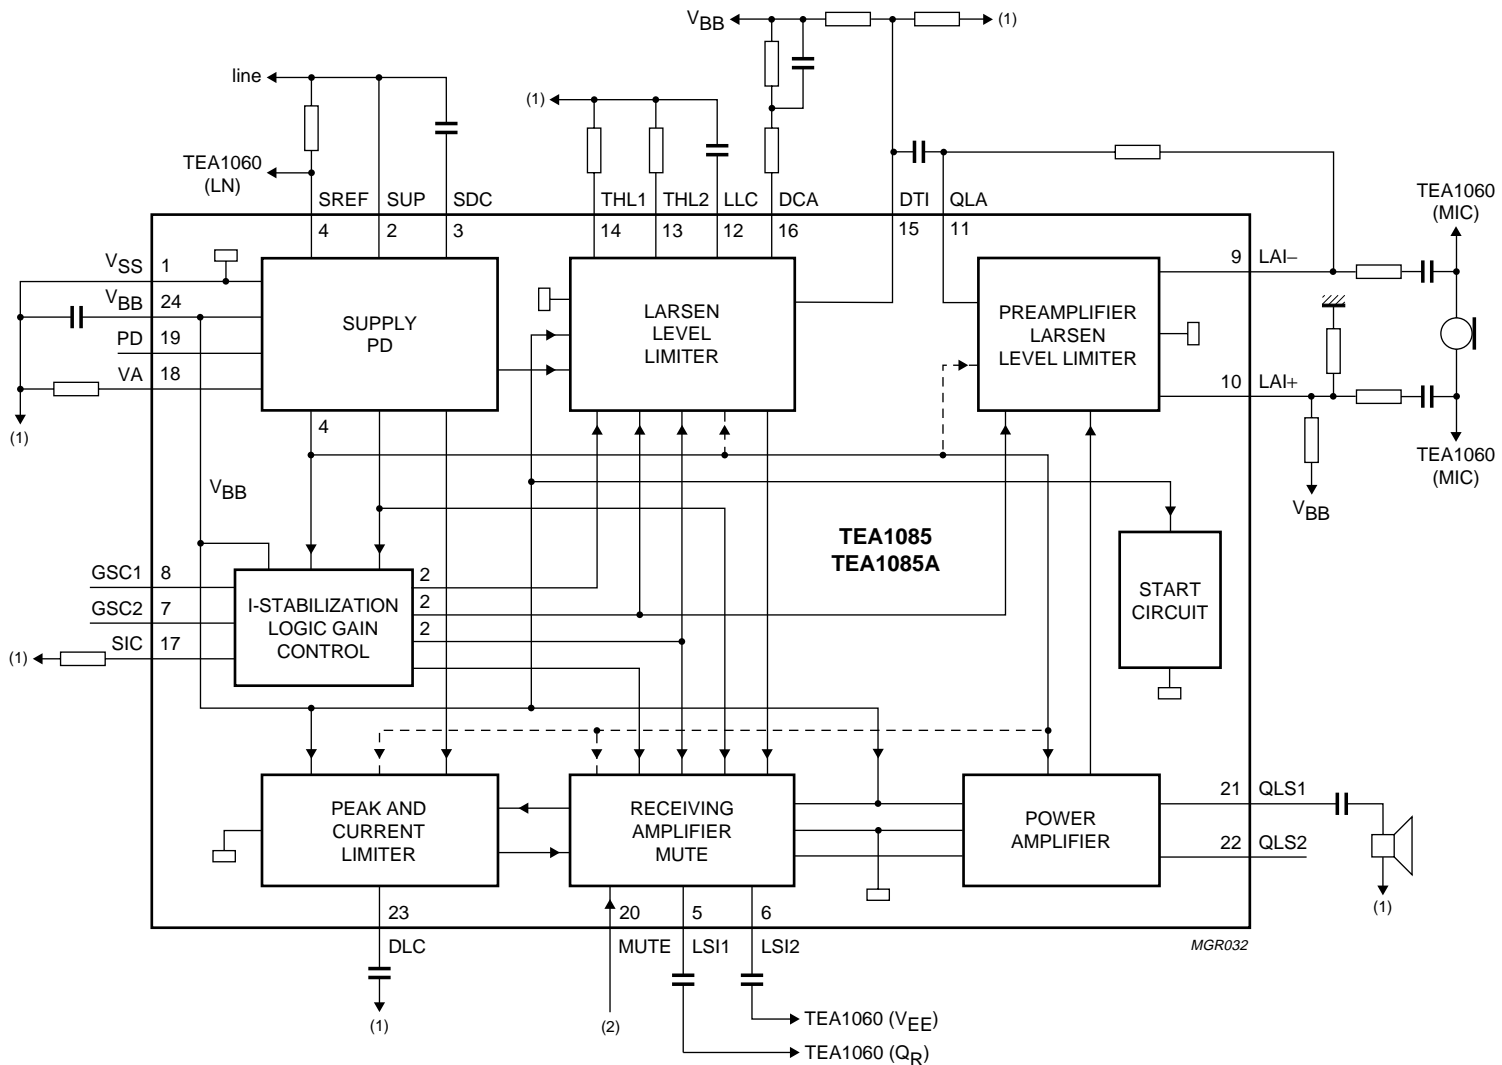 VBB
(1)
line
(1)
TEA1060
(LN)
SREF SUP SDC THL1 THL2 LLC DCA DTI QLA
4 2 3 14 13 12 16 15 11
TEA1060
(MIC)
VSS 1
9 LAI–
VBB 24
PD 19
VA 18
SUPPLY
PD
LARSEN
LEVEL
LIMITER
PREAMPLIFIER
LARSEN
LEVEL LIMITER
10 LAI+
(1)
4
TEA1060
(MIC)
VBB
VBB
TEA1085
TEA1085A
GSC1 8
GSC2 7
SIC 17
(1)
I-STABILIZATION
LOGIC GAIN
CONTROL
2
2
2
START
CIRCUIT
PEAK AND
CURRENT
LIMITER
RECEIVING
AMPLIFIER
MUTE
POWER
AMPLIFIER
21 QLS1
22 QLS2
(1)
23 20 5 6
DLC MUTE LSI1 LSI2
MGR032
(1)
(2)
TEA1060 (VEE)
TEA1060 (QR)